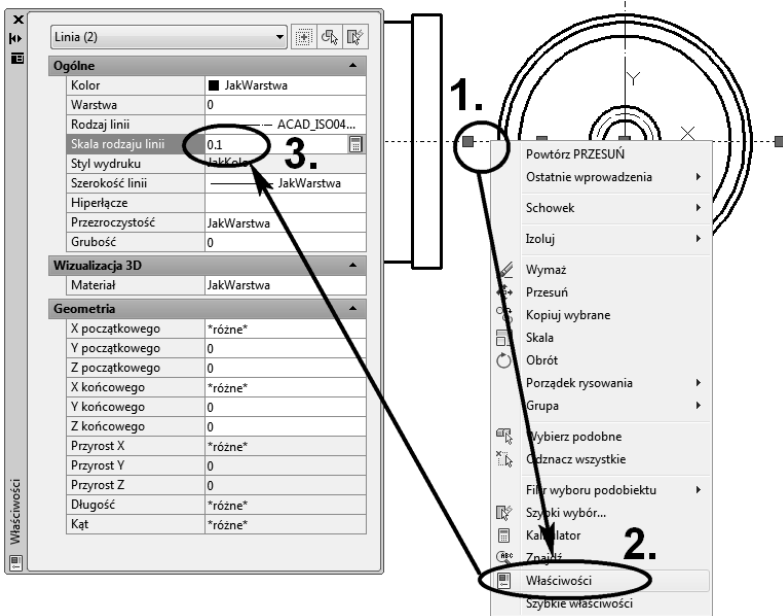 Linia (2)
Ogólne
Kolor JakWarstwa
Warstwa 0
Rodzaj linii ACAD_ISO04...
Skala rodzaju linii 0.1
3.
Styl wydruku JakKolor
Szerokość linii JakWarstwa
Hiperłącze
Przezroczystość JakWarstwa
Grubość 0
Wizualizacja 3D
Materiał JakWarstwa
Geometria
X początkowego *różne*
Y początkowego 0
Z początkowego 0
X końcowego *różne*
Y końcowego 0
Z końcowego 0
Przyrost X *różne*
Przyrost Y 0
Przyrost Z 0
Długość *różne*
Kąt *różne*
Właściwości
1.
Y
X
Powtórz PRZESUŃ
Ostatnie wprowadzenia
Schowek
Izoluj
Wymaż
Przesuń
Kopiuj wybrane
Skala
Obrót
Porządek rysowania
Grupa
Wybierz podobne
Odznacz wszystkie
Filtr wyboru podobiektu
Szybki wybór...
Kalkulator
Znajdź...
2.
Właściwości
Szybkie właściwości